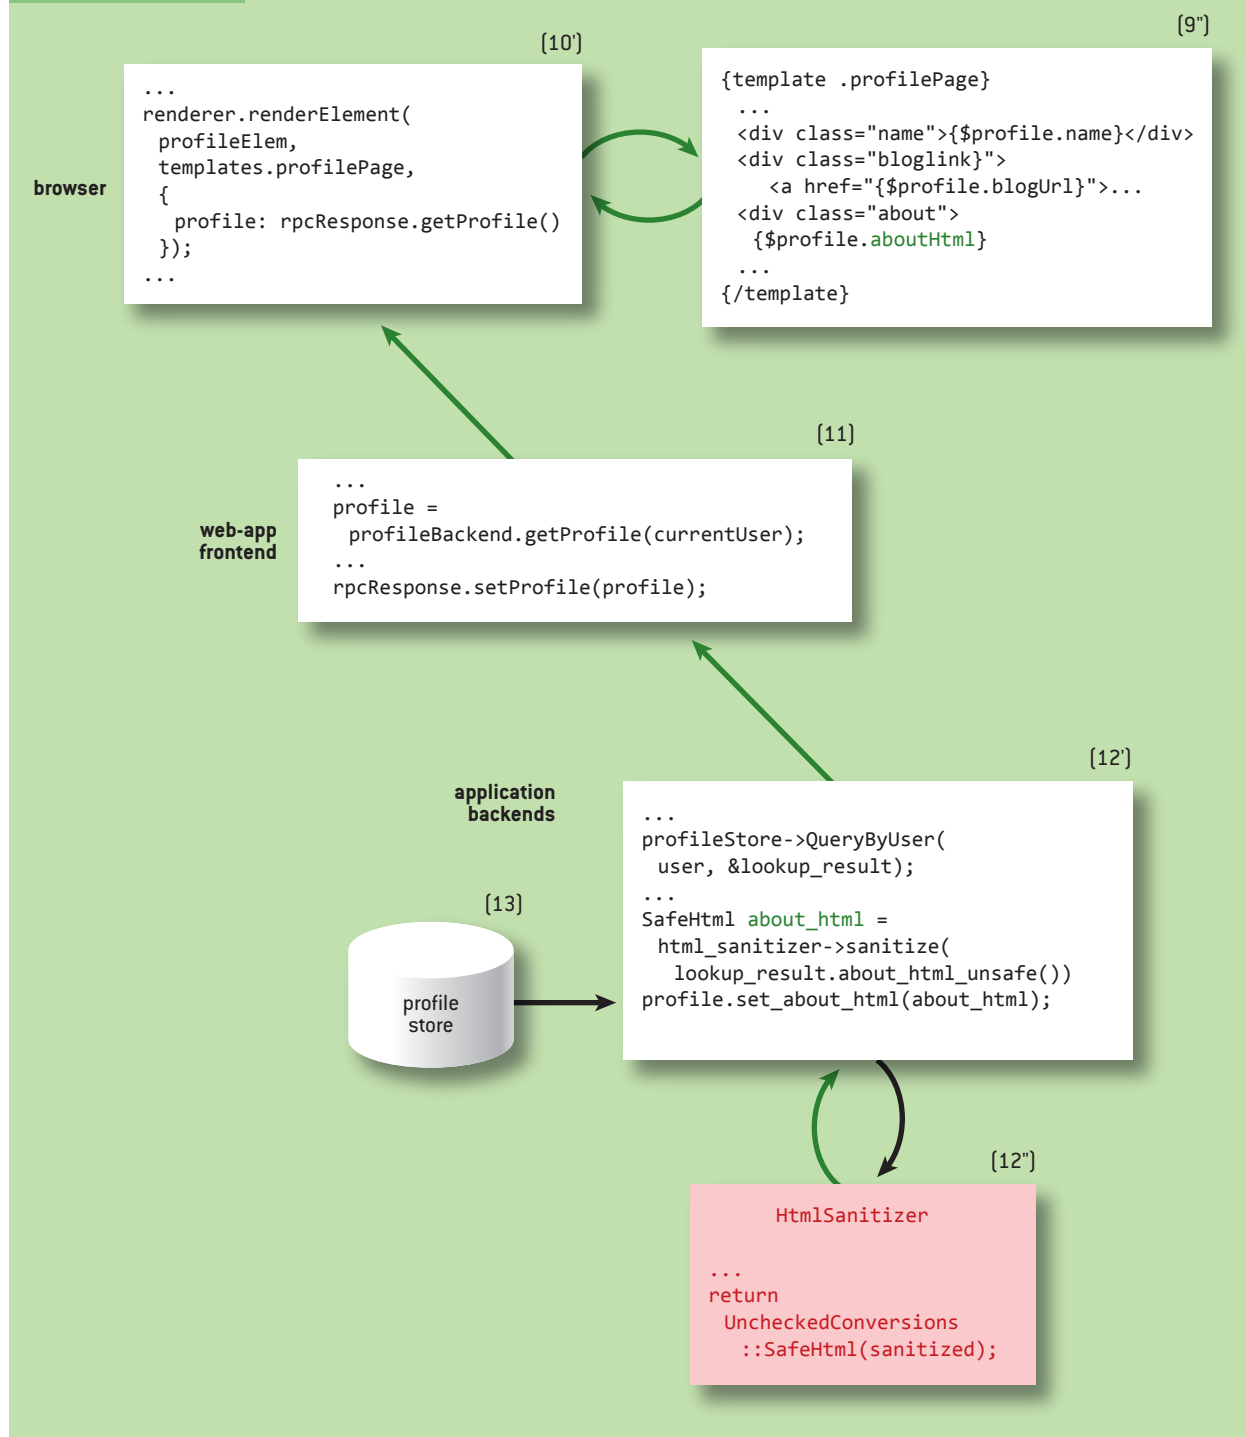 (10')
...
renderer.renderElement(
profileElem,
templates.profilePage,
{
profile: rpcResponse.getProfile()
});
...
browser
(9")
{template .profilePage}
...
<div class="name">{$profile.name}</div>
<div class="bloglink}">
<a href="{$profile.blogUrl}">...
<div class="about">
{$profile.aboutHtml}
...
{/template}
(11)
...
profile =
profileBackend.getProfile(currentUser);
...
rpcResponse.setProfile(profile);
web-app
frontend
(12')
application
backends
...
profileStore->QueryByUser(
user, &lookup_result);
...
SafeHtml about_html =
html_sanitizer->sanitize(
lookup_result.about_html_unsafe())
profile.set_about_html(about_html);
(13)
profile
store
(12")
HtmlSanitizer
...
return
UncheckedConversions
::SafeHtml(sanitized);